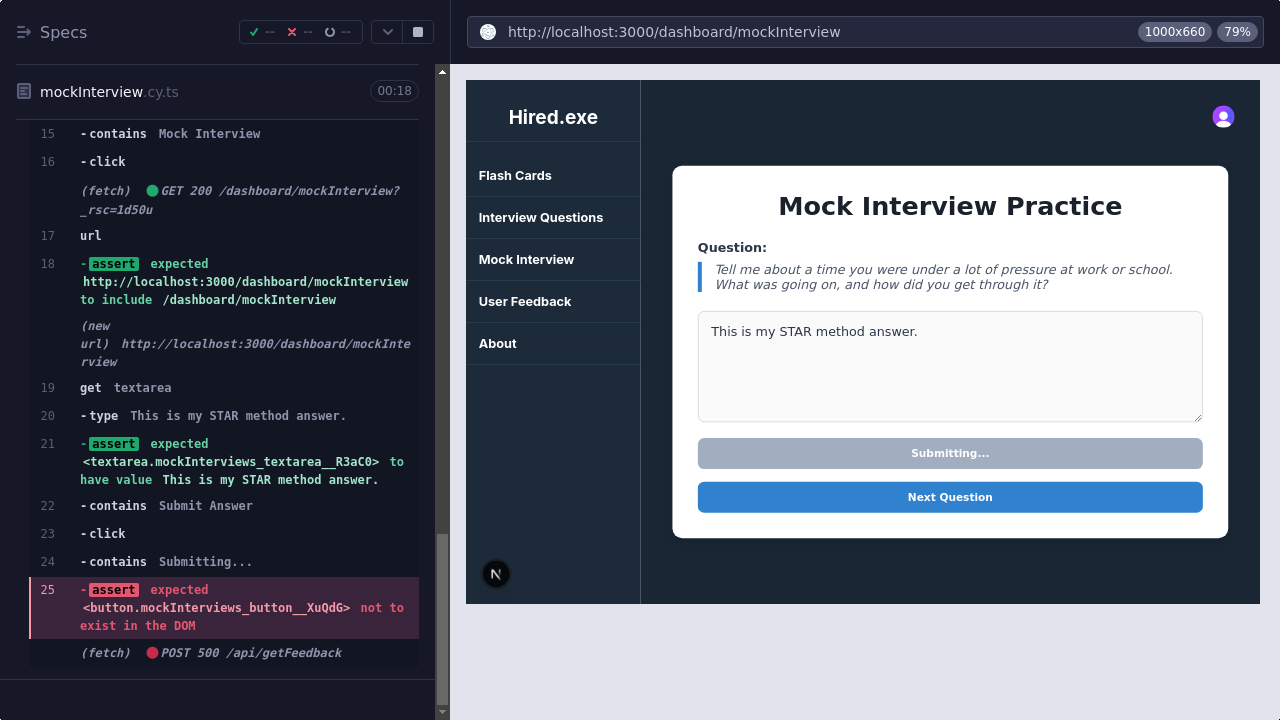 Specs
--
--
--
http://localhost:3000/dashboard/mockInterview
1000x660
79%
mockInterview.cy.ts
00:18
15 -contains Mock Interview
16 -click
(fetch) GET 200 /dashboard/mockInterview?
_rsc=1d50u
17 url
18 -assert expected
http://localhost:3000/dashboard/mockInterview
to include /dashboard/mockInterview
(new
url) http://localhost:3000/dashboard/mockInte
rview
19 get textarea
20 -type This is my STAR method answer.
21 -assert expected
<textarea.mockInterviews_textarea__R3aC0> to
have value This is my STAR method answer.
22 -contains Submit Answer
23 -click
24 -contains Submitting...
25 -assert expected
<button.mockInterviews_button__XuQdG> not to
exist in the DOM
(fetch) POST 500 /api/getFeedback
Hired.exe
Flash Cards
Interview Questions
Mock Interview
User Feedback
About
N
Mock Interview Practice
Question:
Tell me about a time you were under a lot of pressure at work or school.
What was going on, and how did you get through it?
This is my STAR method answer.
Submitting...
Next Question